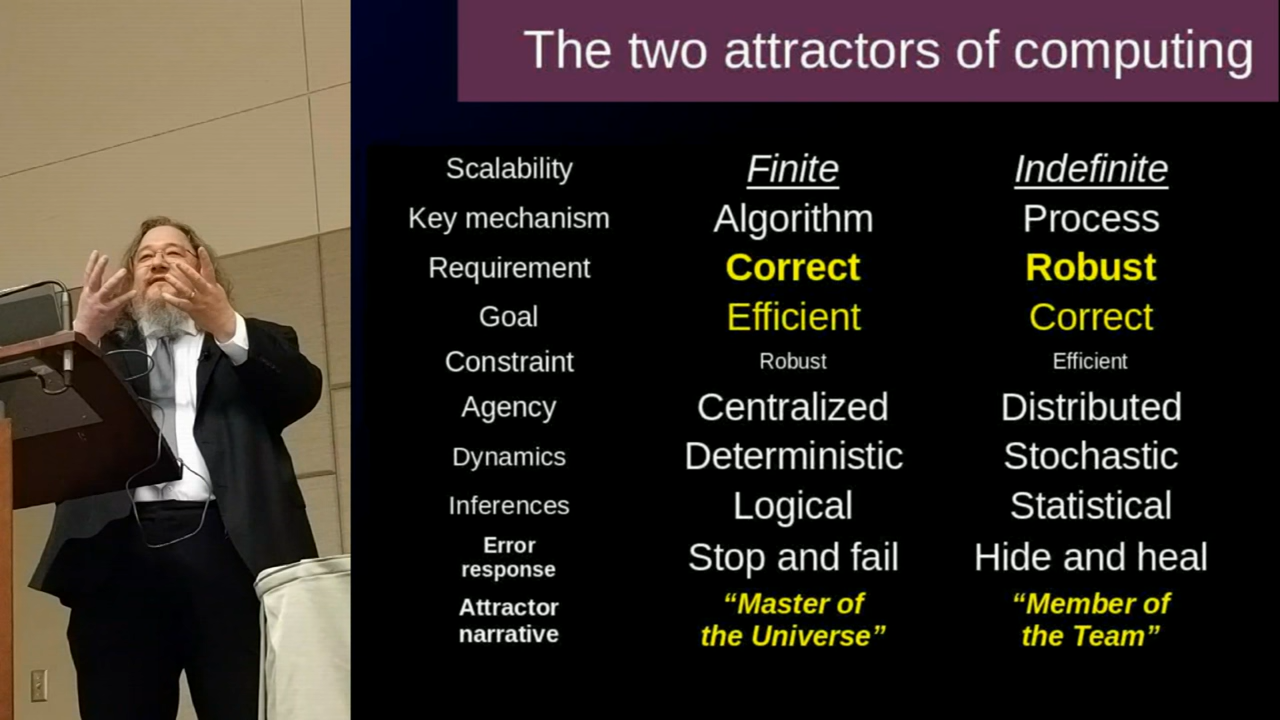 The two attractors of computing
Scalability Finite Indefinite
Key mechanism Algorithm Process
Requirement Correct Robust
Goal Efficient Correct
Constraint Robust Efficient
Agency Centralized Distributed
Dynamics Deterministic Stochastic
Inferences Logical Statistical
Error
response Stop and fail Hide and heal
Attractor
narrative
“Master of
the Universe”
“Member of
the Team”